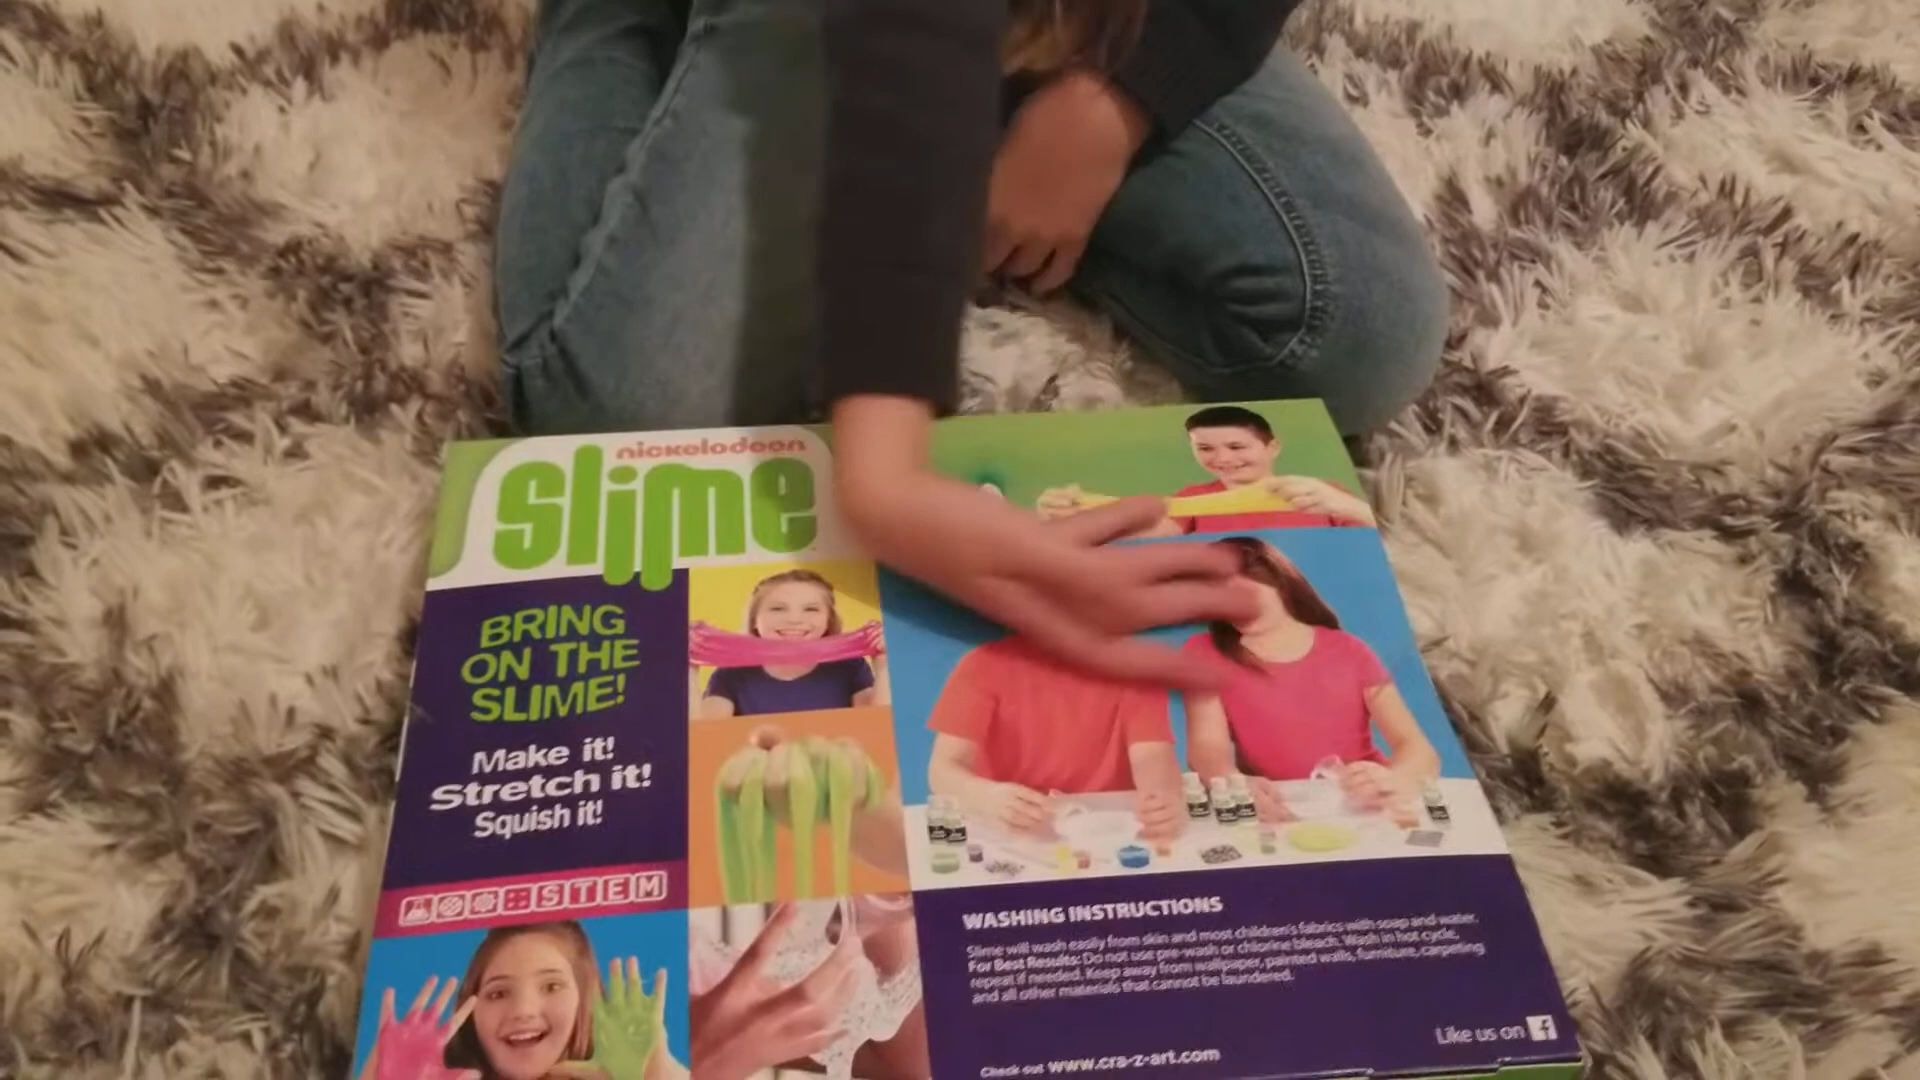 nickelodeon
slime
BRING
ON THE
SLIME!
Make it!
Stretch it!
Squish it!
STEM
WASHING INSTRUCTIONS
Slime will wash easily from skin and most children's fabrics with soap and water.
For Best Results: Do not use pre-wash or chlorine bleach. Wash in hot cycle,
repeat if needed. Keep away from wallpaper, painted walls, furniture, carpeting
and all other materials that cannot be laundered.
Like us on f
Check out www.cra-z-art.com